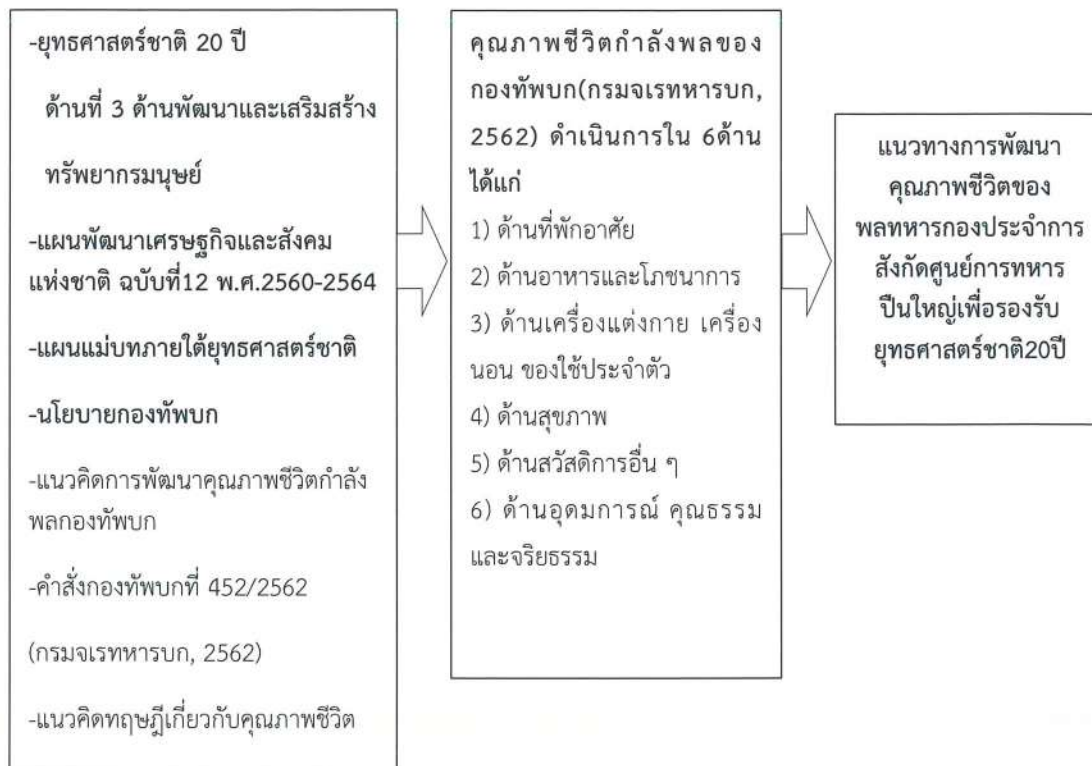 -ยุทธศาสตร์ชาติ 20 ปี
ด้านที่ 3 ด้านพัฒนาและเสริมสร้าง
ทรัพยากรมนุษย์
-แผนพัฒนาเศรษฐกิจและสังคม
แห่งชาติ ฉบับที่12 พ.ศ.2560-2564
-แผนแม่บทภายใต้ยุทธศาสตร์ชาติ
-นโยบายกองทัพบก
-แนวคิดการพัฒนาคุณภาพชีวิตกำลัง
พลกองทัพบก
-คำสั่งกองทัพบกที่ 452/2562
(กรมจเรทหารบก, 2562)
-แนวคิดทฤษฎีเกี่ยวกับคุณภาพชีวิต
คุณภาพชีวิตกำลังพลของ
กองทัพบก(กรมจเรทหารบก,
2562) ดำเนินการใน 6ด้าน
ได้แก่
1) ด้านที่พักอาศัย
2) ด้านอาหารและโภชนาการ
3) ด้านเครื่องแต่งกาย เครื่อง
นอน ของใช้ประจำตัว
4) ด้านสุขภาพ
5) ด้านสวัสดิการอื่น ๆ
6) ด้านอุดมการณ์ คุณธรรม
และจริยธรรม
แนวทางการพัฒนา
คุณภาพชีวิตของ
พลทหารกองประจำการ
สังกัดศูนย์การทหาร
ปืนใหญ่เพื่อรองรับ
ยุทธศาสตร์ชาติ20ปี